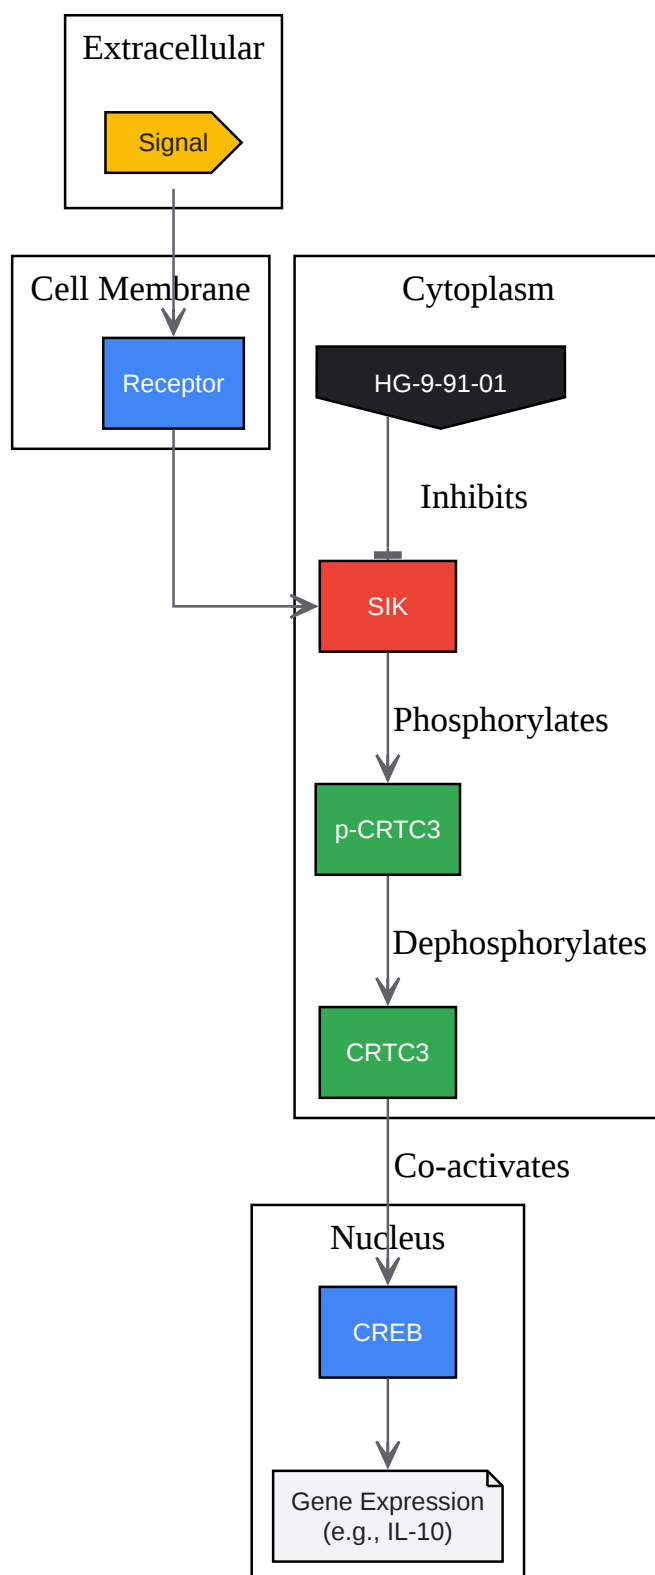 Extracellular
Signal
Cell Membrane
Cytoplasm
Receptor
HG-9-91-01
Inhibits
SIK
Phosphorylates
p-CRTC3
Dephosphorylates
CRTC3
Co-activates
Nucleus
CREB
Gene Expression
(e.g., IL-10)